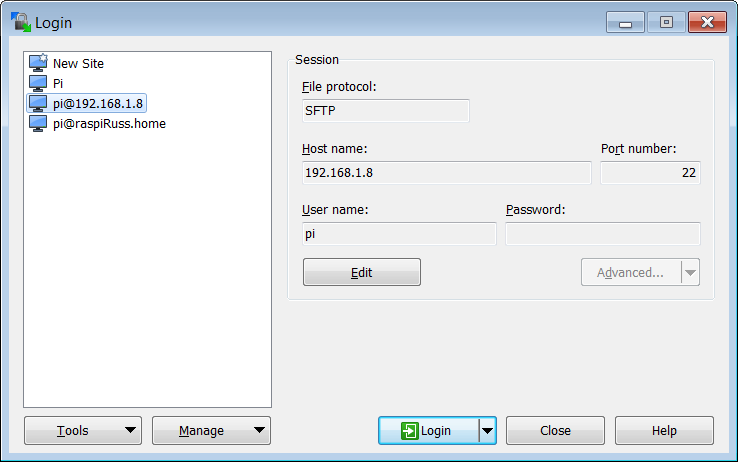 Login
New Site
Pi
pi@192.168.1.8
pi@raspiRuss.home
Session
File protocol:
SFTP
Host name:
Port number:
192.168.1.8
22
User name:
Password:
pi
Edit
Advanced...
Tools
Manage
Login
Close
Help